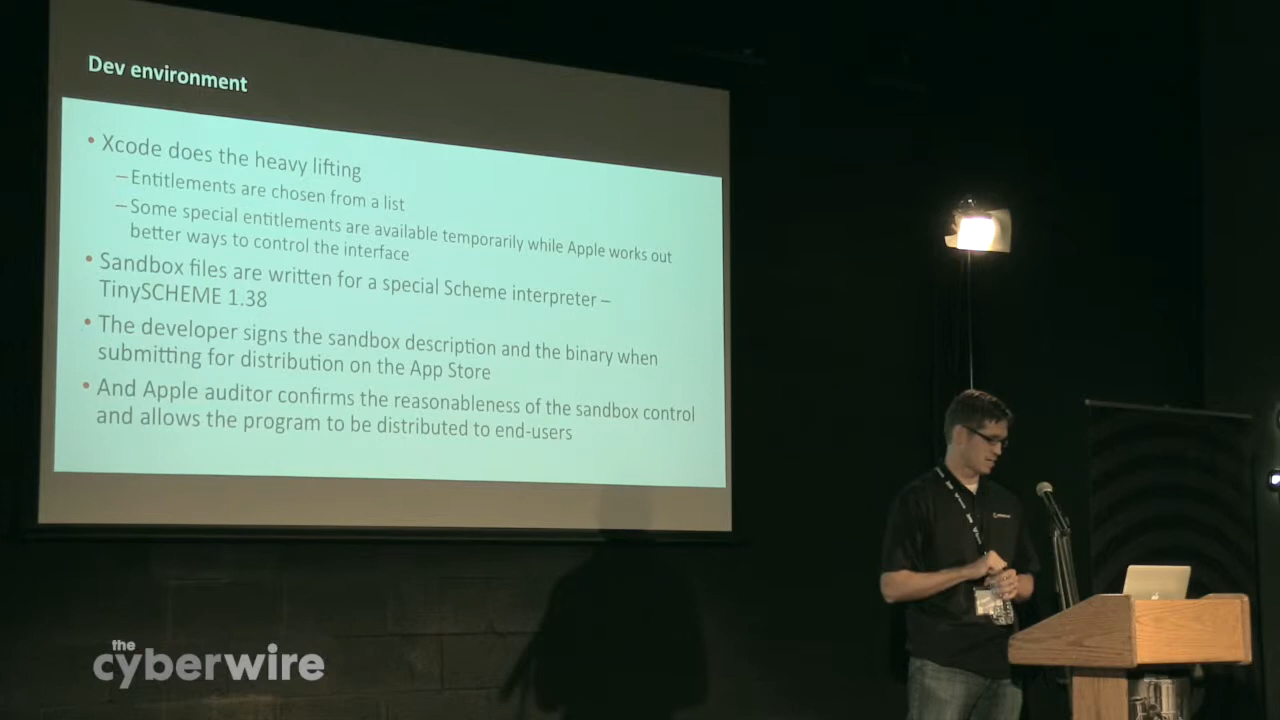 Dev environment
• Xcode does the heavy lifting
–Entitlements are chosen from a list
–Some special entitlements are available temporarily while Apple works out
better ways to control the interface
• Sandbox files are written for a special Scheme interpreter –
TinySCHEME 1.38
• The developer signs the sandbox description and the binary when
submitting for distribution on the App Store
• And Apple auditor confirms the reasonableness of the sandbox control
and allows the program to be distributed to end-users
the
cyberwire